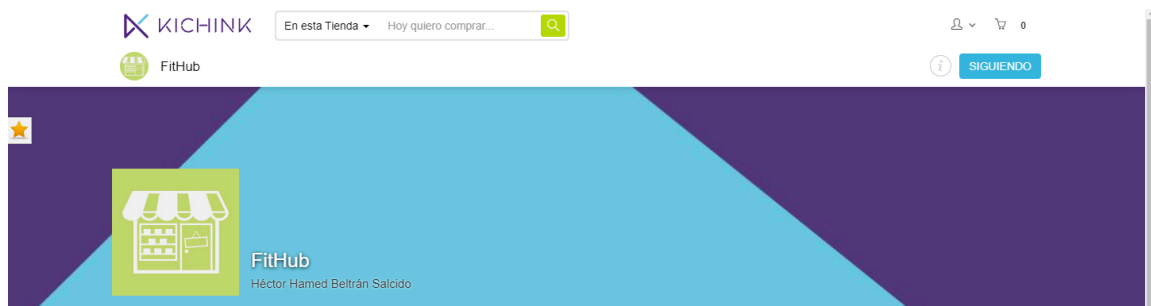 KICHINK
En esta Tienda Hoy quiero comprar...
0
FitHub
i SIGUIENDO
FitHub
Héctor Hamed Beltrán Salcido